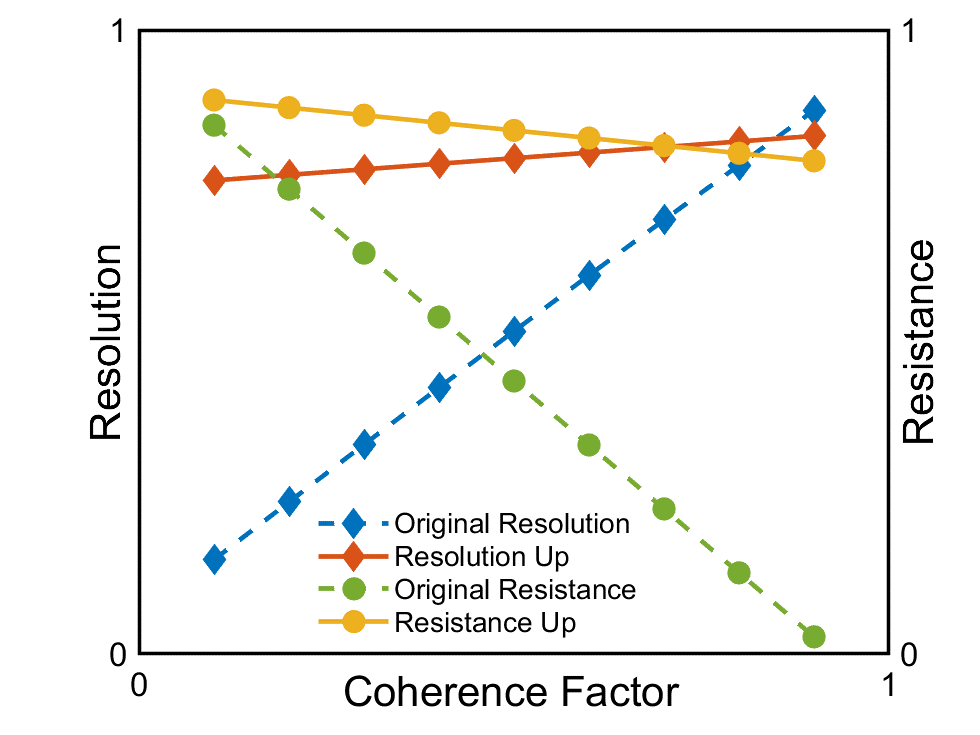 1
1
Resolution
Resistance
Original Resolution
Resolution Up
Original Resistance
Resistance Up
0
0
0
Coherence Factor
1